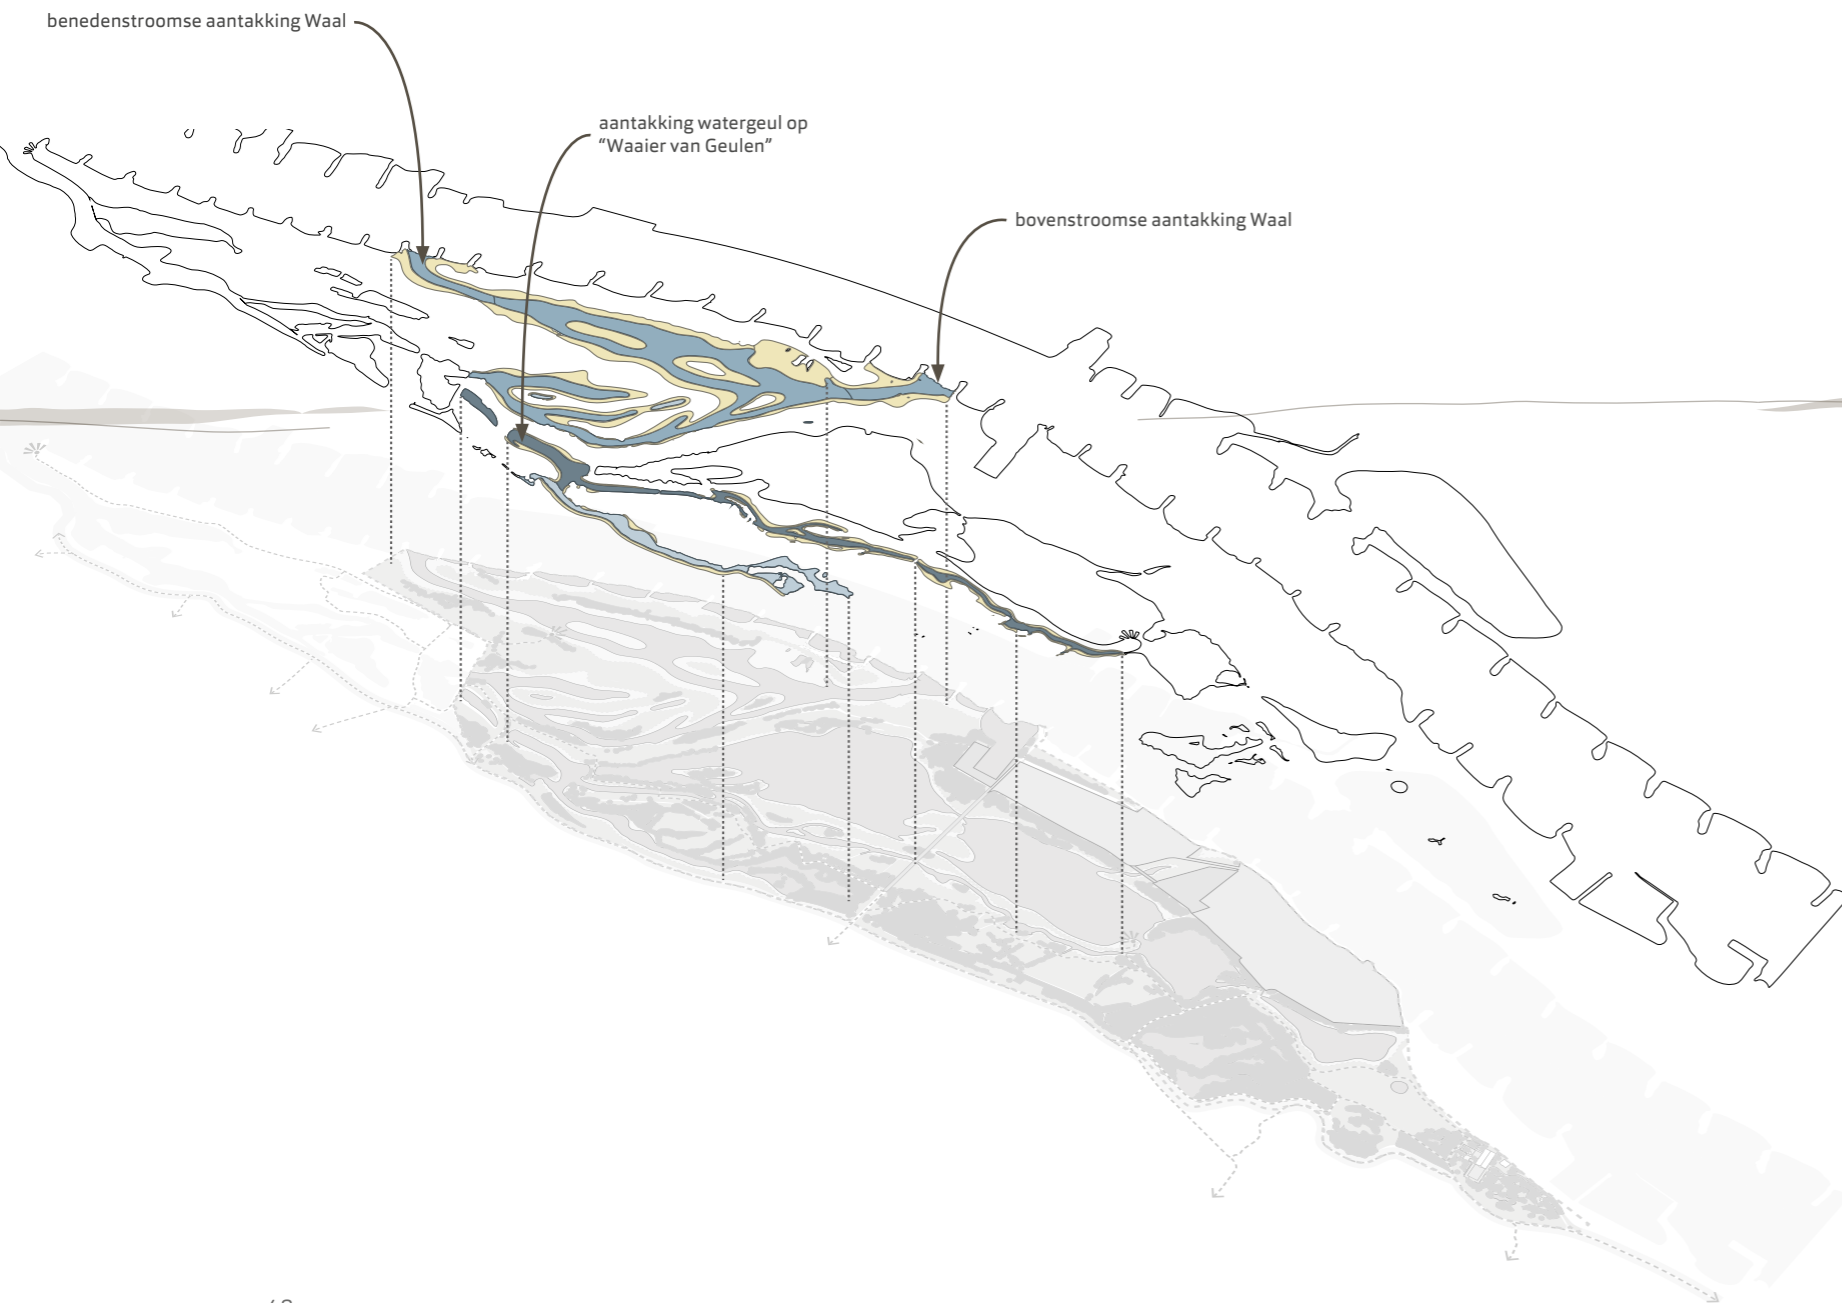 benedenstroomse aantakking Waal
aantakking watergeul op
“Waaier van Geulen”
bovenstroomse aantakking Waal